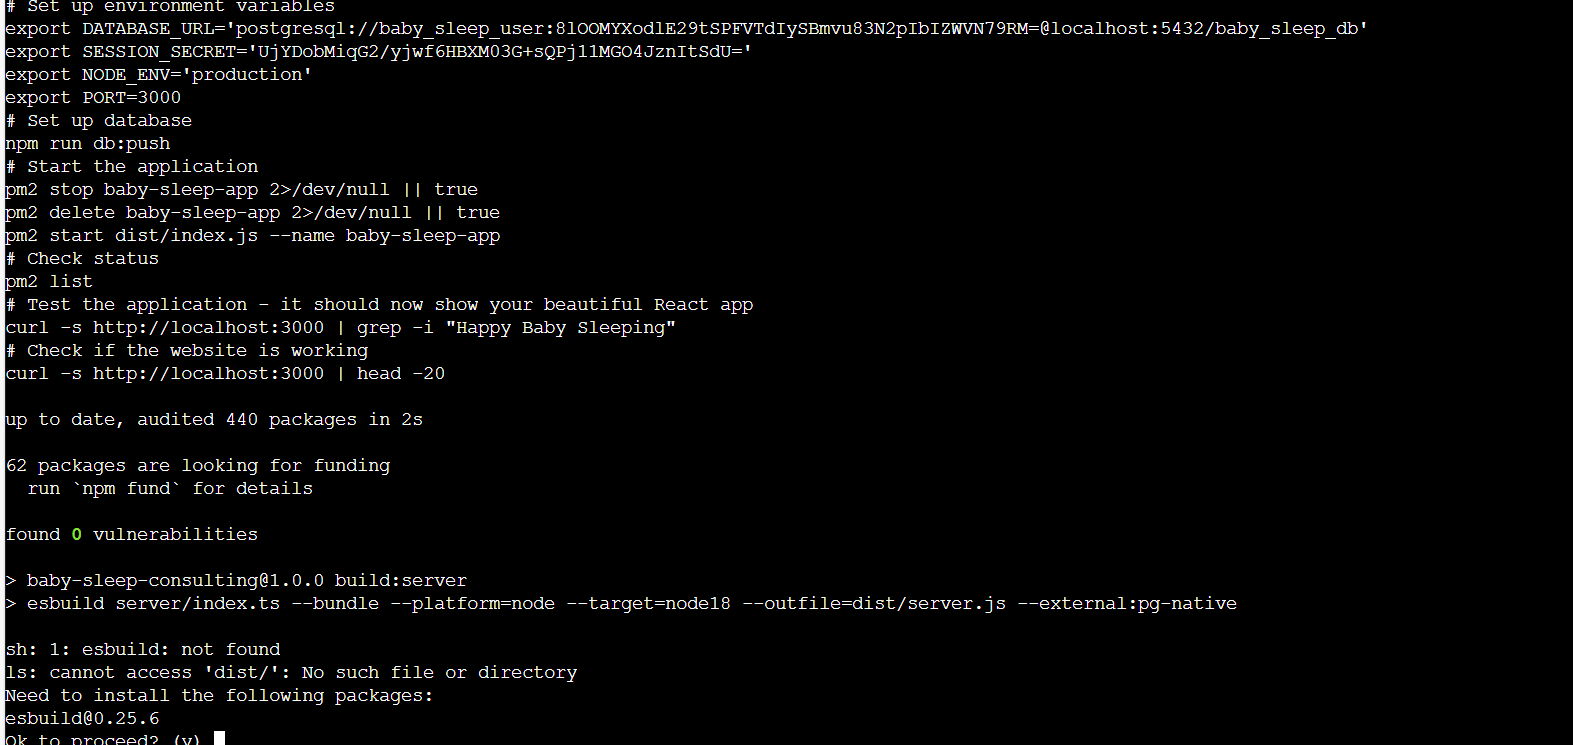 # Set up environment variables
export DATABASE_URL='postgresql://baby_sleep_user:8lOOMYXodlE29tSPFVTdIySBmvu83N2pIbIZWVN79RM=@localhost:5432/baby_sleep_db'
export SESSION_SECRET='UjYDobMiqG2/yjwf6HBXM03G+sQPj11MGO4JznItSdU='
export NODE_ENV='production'
export PORT=3000
# Set up database
npm run db:push
# Start the application
pm2 stop baby-sleep-app 2>/dev/null || true
pm2 delete baby-sleep-app 2>/dev/null || true
pm2 start dist/index.js --name baby-sleep-app
# Check status
pm2 list
# Test the application - it should now show your beautiful React app
curl -s http://localhost:3000 | grep -i "Happy Baby Sleeping"
# Check if the website is working
curl -s http://localhost:3000 | head -20
up to date, audited 440 packages in 2s
62 packages are looking for funding
run `npm fund` for details
found 0 vulnerabilities
> baby-sleep-consulting@1.0.0 build:server
> esbuild server/index.ts --bundle --platform=node --target=node18 --outfile=dist/server.js --external:pg-native
sh: 1: esbuild: not found
ls: cannot access 'dist/': No such file or directory
Need to install the following packages:
esbuild@0.25.6
Ok to proceed? (y)